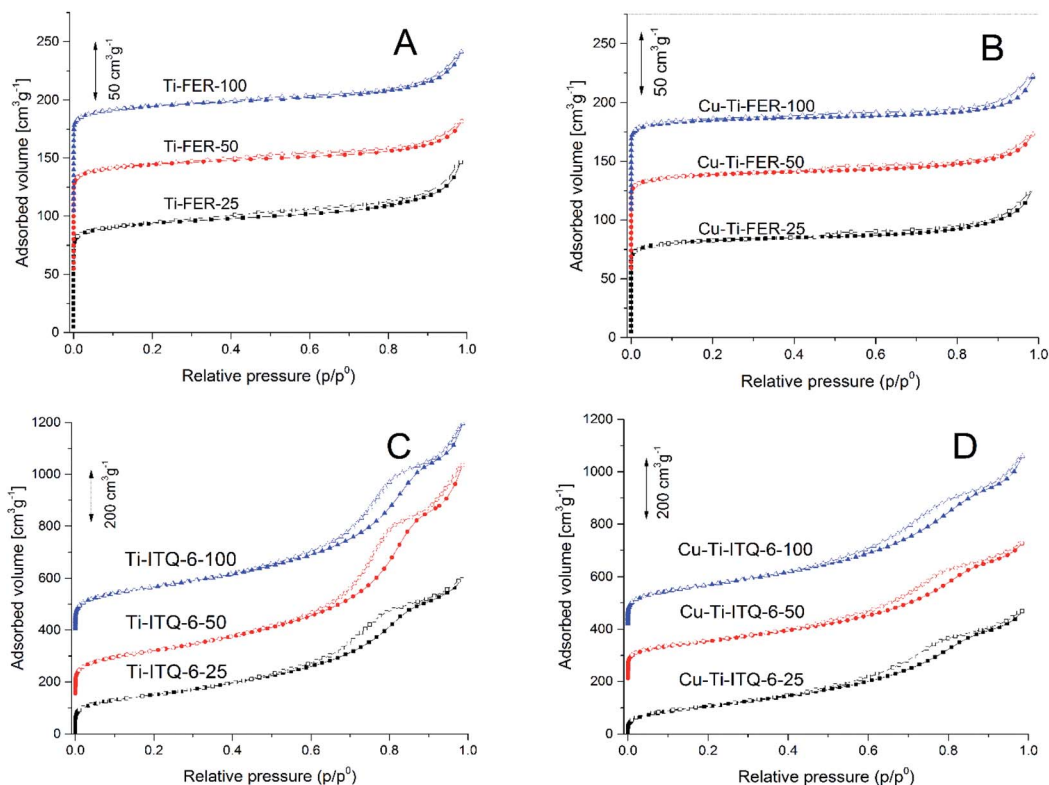 A
50 cm³g⁻¹
Adsorbed volume [cm³g⁻¹]
250
200
150
100
50
0
Ti-FER-100
Ti-FER-50
Ti-FER-25
0.0 0.2 0.4 0.6 0.8 1.0
Relative pressure (p/p⁰)
B
50 cm³g⁻¹
Adsorbed volume [cm³g⁻¹]
250
200
150
100
50
0
Cu-Ti-FER-100
Cu-Ti-FER-50
Cu-Ti-FER-25
0.0 0.2 0.4 0.6 0.8 1.0
Relative pressure (p/p⁰)
C
200 cm³g⁻¹
Adsorbed volume [cm³g⁻¹]
1200
1000
800
600
400
200
0
Ti-ITQ-6-100
Ti-ITQ-6-50
Ti-ITQ-6-25
0.0 0.2 0.4 0.6 0.8 1.0
Relative pressure (p/p⁰)
D
200 cm³g⁻¹
Adsorbed volume [cm³g⁻¹]
1200
1000
800
600
400
200
0
Cu-Ti-ITQ-6-100
Cu-Ti-ITQ-6-50
Cu-Ti-ITQ-6-25
0.0 0.2 0.4 0.6 0.8 1.0
Relative pressure (p/p⁰)